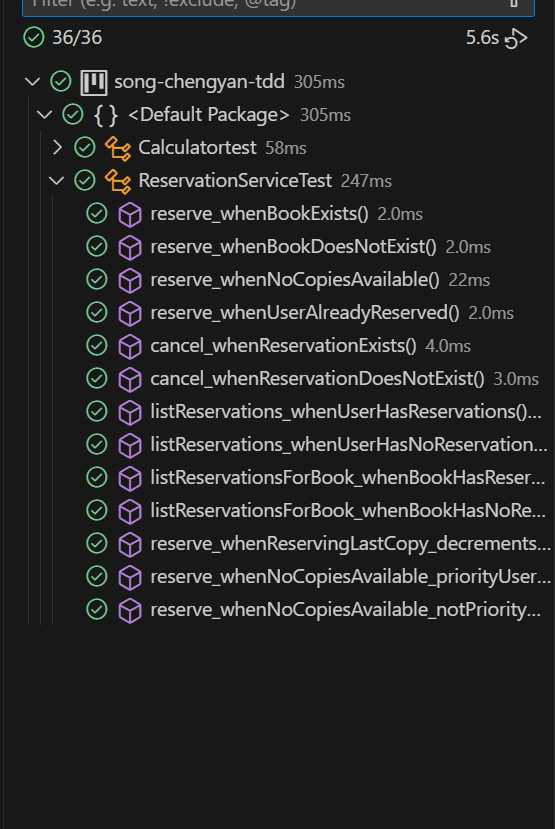 Filter (e.g. text, !exclude, @tag)
36/36 5.6s
song-chengyan-tdd 305ms
{ } <Default Package> 305ms
Calculatortest 58ms
ReservationServiceTest 247ms
reserve_whenBookExists() 2.0ms
reserve_whenBookDoesNotExist() 2.0ms
reserve_whenNoCopiesAvailable() 22ms
reserve_whenUserAlreadyReserved() 2.0ms
cancel_whenReservationExists() 4.0ms
cancel_whenReservationDoesNotExist() 3.0ms
listReservations_whenUserHasReservations()...
listReservations_whenUserHasNoReservation...
listReservationsForBook_whenBookHasReser...
listReservationsForBook_whenBookHasNoRe...
reserve_whenReservingLastCopy_decrements...
reserve_whenNoCopiesAvailable_priorityUser...
reserve_whenNoCopiesAvailable_notPriority...